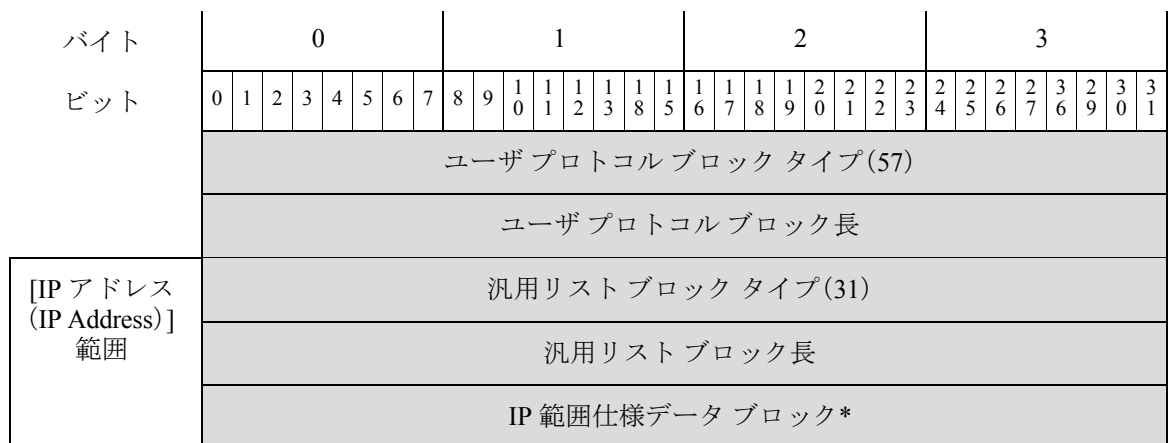 バイト 0 1 2 3
ビット 0 1 2 3 4 5 6 7 8 9 10 11 12 13 18 15 16 17 18 19 20 21 22 23 24 25 26 27 36 29 30 31
ユーザ プロトコル ブロック タイプ(57)
ユーザ プロトコル ブロック長
[IP アドレス
(IP Address)]
範囲
汎用リスト ブロック タイプ(31)
汎用リスト ブロック長
IP 範囲仕様データ ブロック*